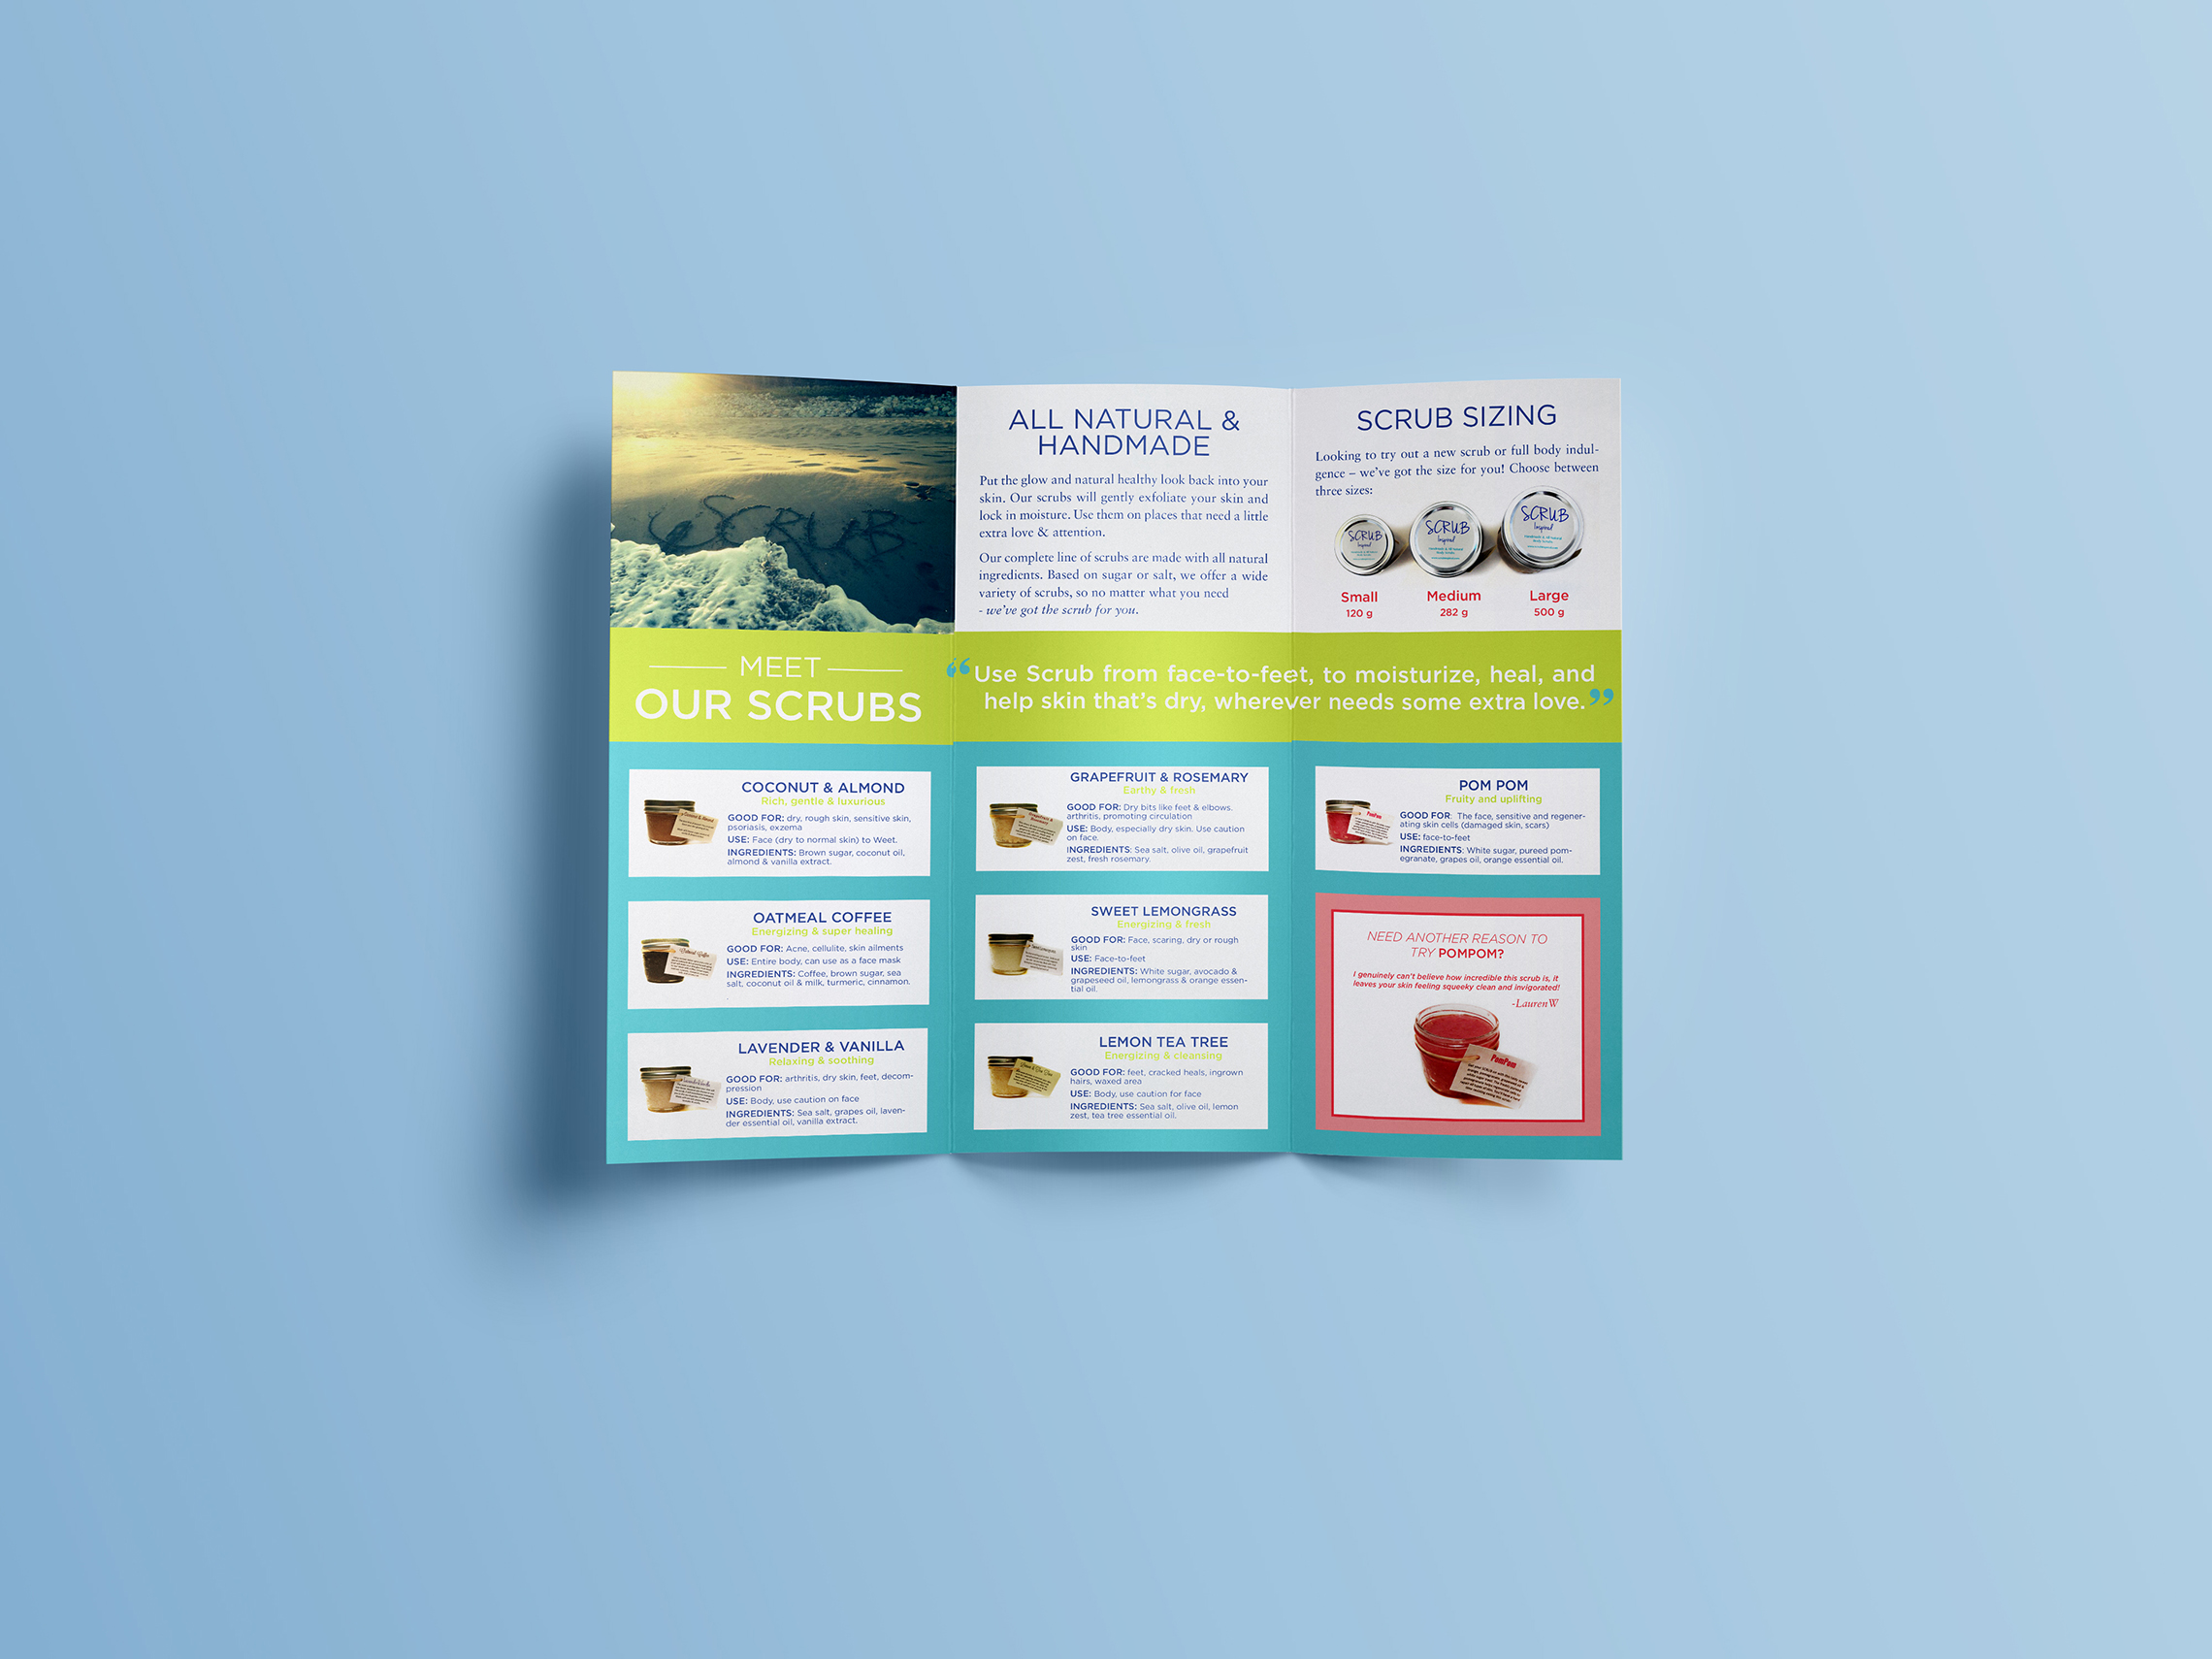 SCRUB
MEET
OUR SCRUBS
COCONUT & ALMOND
Rich, gentle & luxurious
GOOD FOR: dry, rough skin, sensitive skin,
psoriasis, exzema
USE: Face (dry to normal skin) to Weet.
INGREDIENTS: Brown sugar, coconut oil,
almond & vanilla extract.
OATMEAL COFFEE
Energizing & super healing
GOOD FOR: Acne, cellulite, skin ailments
USE: Entire body, can use as a face mask
INGREDIENTS: Coffee, brown sugar, sea
salt, coconut oil & milk, turmeric, cinnamon.
LAVENDER & VANILLA
Relaxing & soothing
GOOD FOR: arthritis, dry skin, feet, decom-
pression
USE: Body, use caution on face
INGREDIENTS: Sea salt, grapes oil, laven-
der essential oil, vanilla extract.
ALL NATURAL &
HANDMADE
Put the glow and natural healthy look back into your
skin. Our scrubs will gently exfoliate your skin and
lock in moisture. Use them on places that need a little
extra love & attention.
Our complete line of scrubs are made with all natural
ingredients. Based on sugar or salt, we offer a wide
variety of scrubs, so no matter what you need
- we've got the scrub for you.
“Use Scrub from face-to-feet, to moisturize, heal, and
help skin that's dry, wherever needs some extra love.”
GRAPEFRUIT & ROSEMARY
Earthy & fresh
GOOD FOR: Dry bits like feet & elbows.
arthritis, promoting circulation
USE: Body, especially dry skin. Use caution
on face.
INGREDIENTS: Sea salt, olive oil, grapefruit
zest, fresh rosemary.
SWEET LEMONGRASS
Energizing & fresh
GOOD FOR: Face, scaring, dry or rough
skin
USE: Face-to-feet
INGREDIENTS: White sugar, avocado &
grapeseed oil, lemongrass & orange essen-
tial oil.
LEMON TEA TREE
Energizing & cleansing
GOOD FOR: feet, cracked heals, ingrown
hairs, waxed area
USE: Body, use caution for face
INGREDIENTS: Sea salt, olive oil, lemon
zest, tea tree essential oil.
SCRUB SIZING
Looking to try out a new scrub or full body indul-
gence – we've got the size for you! Choose between
three sizes:
SCRUB
Inspired
SCRUB
Inspired
SCRUB
Inspired
Small
120 g
Medium
282 g
Large
500 g
POM POM
Fruity and uplifting
GOOD FOR: The face, sensitive and regener-
ating skin cells (damaged skin, scars)
USE: face-to-feet
INGREDIENTS: White sugar, pureed pom-
egranate, grapes oil, orange essential oil.
NEED ANOTHER REASON TO
TRY POMPOM?
I genuinely can't believe how incredible this scrub is, it
leaves your skin feeling squeeky clean and invigorated!
-LaurenW
PomPom